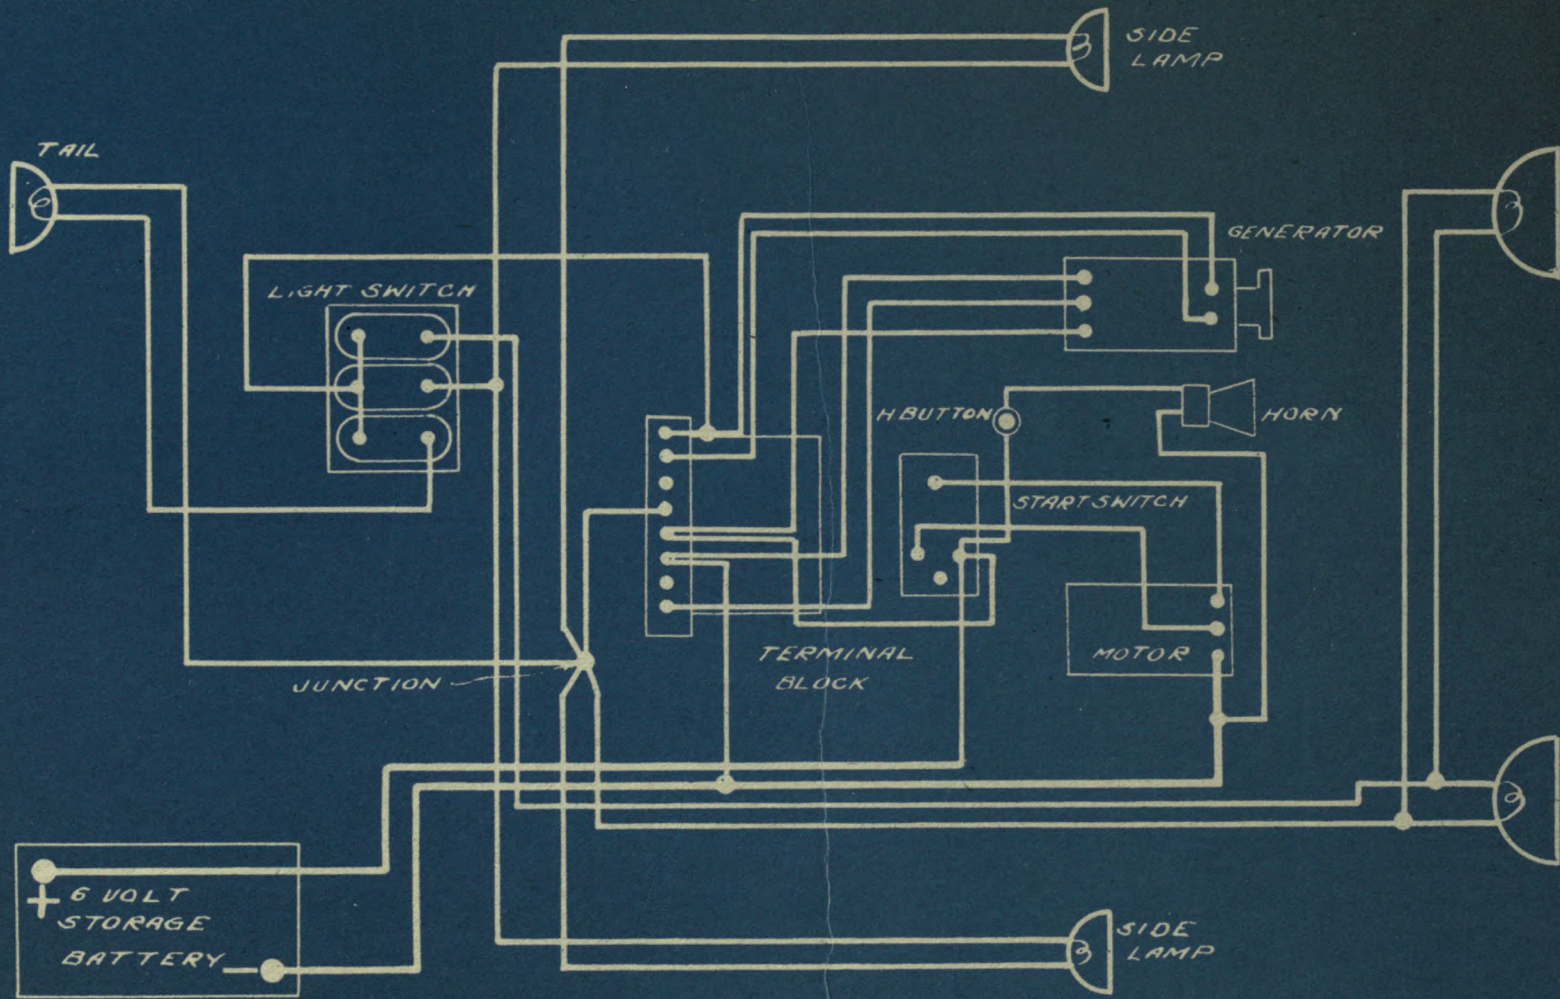 SIDE
LAMP
TAIL
GENERATOR
LIGHT SWITCH
H BUTTON
HORN
START SWITCH
TERMINAL
BLOCK
MOTOR
JUNCTION
+ 6 VOLT
STORAGE
BATTERY –
SIDE
LAMP